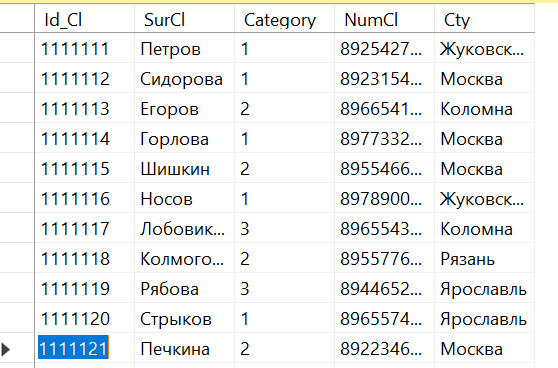 Id_Cl SurCl Category NumCl Cty
1111111 Петров 1 8925427... Жуковск...
1111112 Сидорова 1 8923154... Москва
1111113 Егоров 2 8966541... Коломна
1111114 Горлова 1 8977332... Москва
1111115 Шишкин 2 8955466... Москва
1111116 Носов 1 8978900... Жуковск...
1111117 Лобовик... 3 8965543... Коломна
1111118 Колмого... 2 8955776... Рязань
1111119 Рябова 3 8944652... Ярославль
1111120 Стрыков 1 8965574... Ярославль
1111121 Печкина 2 8922346... Москва